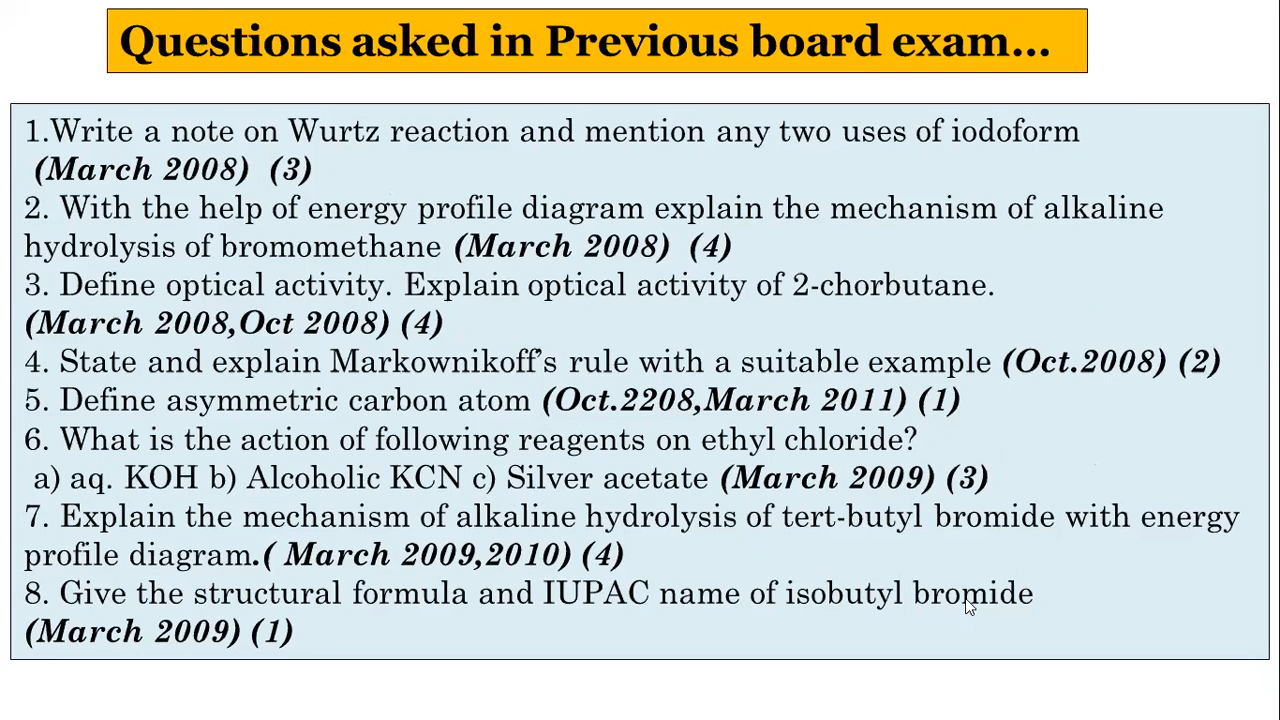 Questions asked in Previous board exam...
1.Write a note on Wurtz reaction and mention any two uses of iodoform
(March 2008) (3)
2. With the help of energy profile diagram explain the mechanism of alkaline
hydrolysis of bromomethane (March 2008) (4)
3. Define optical activity. Explain optical activity of 2-chorbutane.
(March 2008,Oct 2008) (4)
4. State and explain Markownikoff's rule with a suitable example (Oct.2008) (2)
5. Define asymmetric carbon atom (Oct.2208,March 2011) (1)
6. What is the action of following reagents on ethyl chloride?
a) aq. KOH b) Alcoholic KCN c) Silver acetate (March 2009) (3)
7. Explain the mechanism of alkaline hydrolysis of tert-butyl bromide with energy
profile diagram.( March 2009,2010) (4)
8. Give the structural formula and IUPAC name of isobutyl bromide
(March 2009) (1)